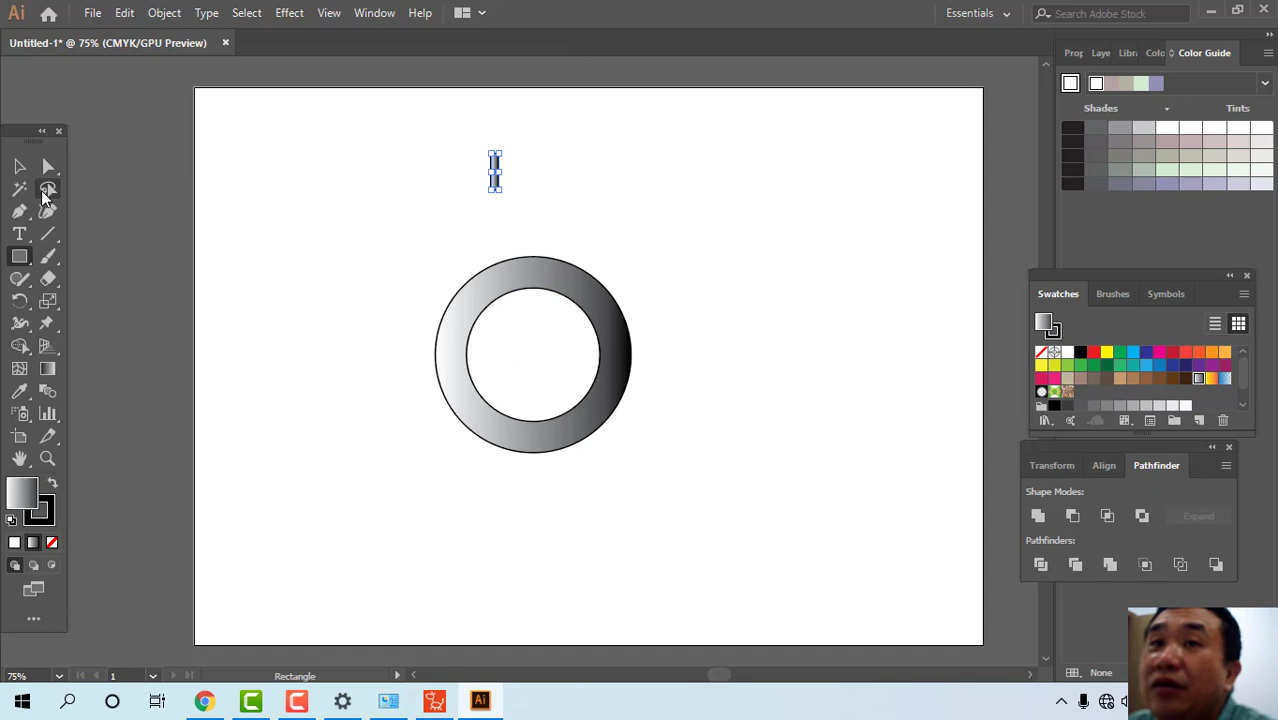 Ai File Edit Object Type Select Effect View Window Help Essentials Search Adobe Stock
Untitled-1* @ 75% (CMYK/GPU Preview)
Prop Laye Libra Colo Color Guide
Shades Tints
Swatches Brushes Symbols
Transform Align Pathfinder
Shape Modes:
Expand
Pathfinders:
75% 1 Rectangle None
Ai